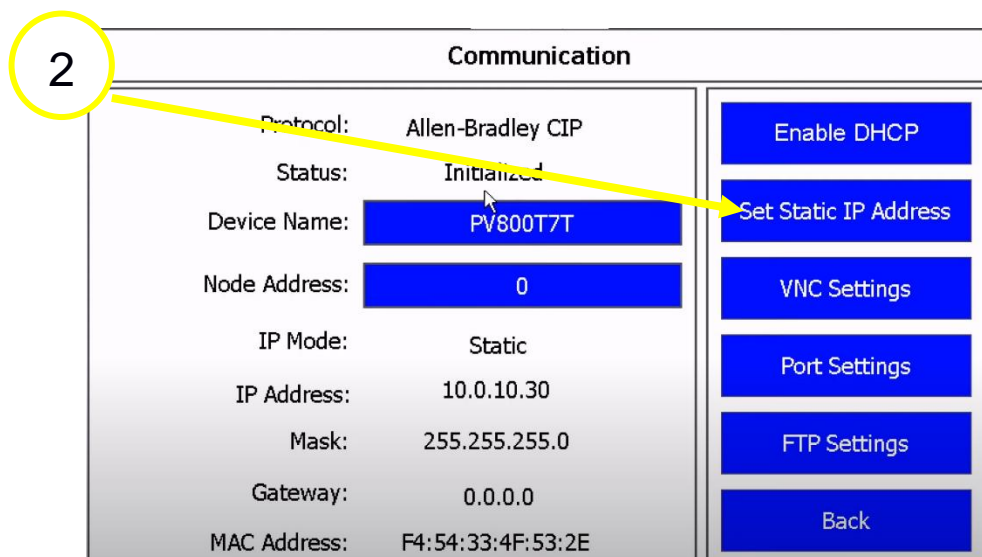 2
Communication
Protocol: Allen-Bradley CIP
Status: Initialized
Device Name: PV800T7T
Node Address: 0
IP Mode: Static
IP Address: 10.0.10.30
Mask: 255.255.255.0
Gateway: 0.0.0.0
MAC Address: F4:54:33:4F:53:2E
Enable DHCP
Set Static IP Address
VNC Settings
Port Settings
FTP Settings
Back